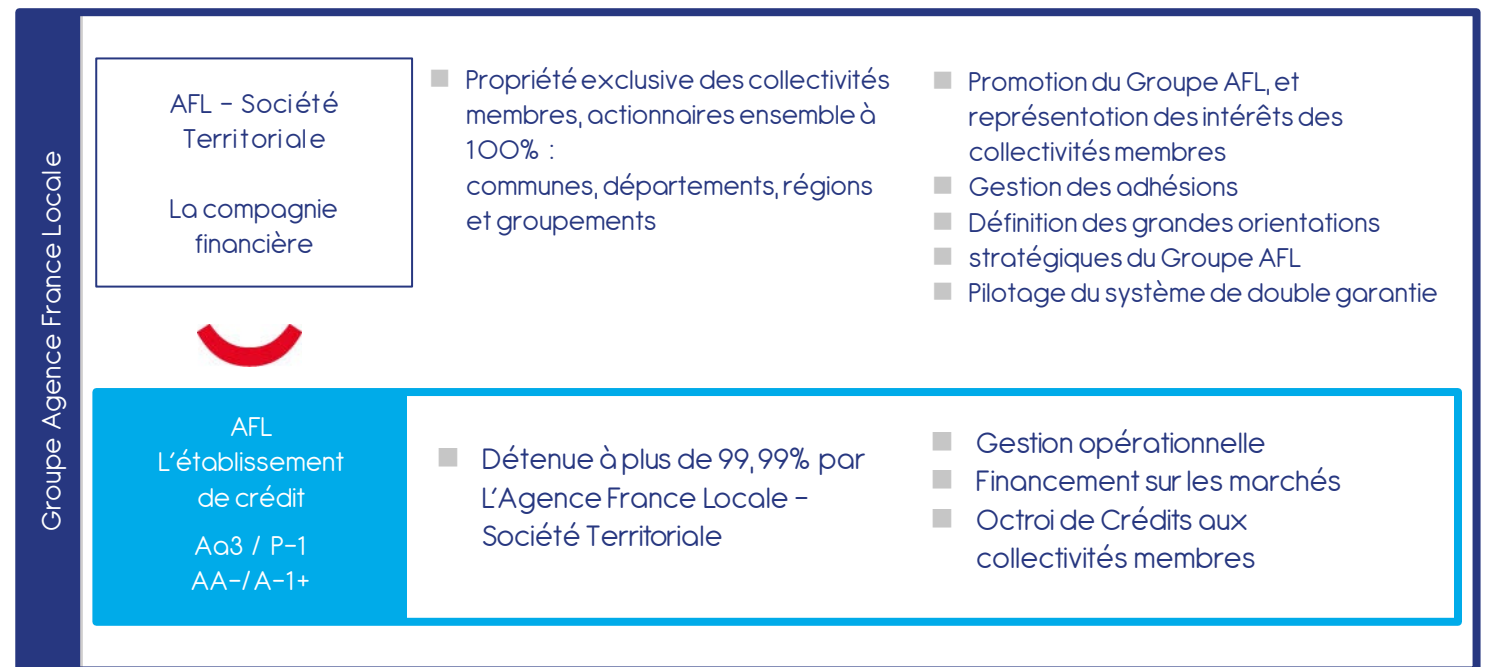 Groupe Agence France Locale
AFL - Société
Territoriale
La compagnie
financière
Propriété exclusive des collectivités
membres, actionnaires ensemble à
100% :
communes, départements, régions
et groupements
Promotion du Groupe AFL, et
représentation des intérêts des
collectivités membres
Gestion des adhésions
Définition des grandes orientations
stratégiques du Groupe AFL
Pilotage du système de double garantie
AFL
L'établissement
de crédit
Aa3 / P-1
AA-/A-1+
Détenue à plus de 99,99% par
L'Agence France Locale -
Société Territoriale
Gestion opérationnelle
Financement sur les marchés
Octroi de Crédits aux
collectivités membres